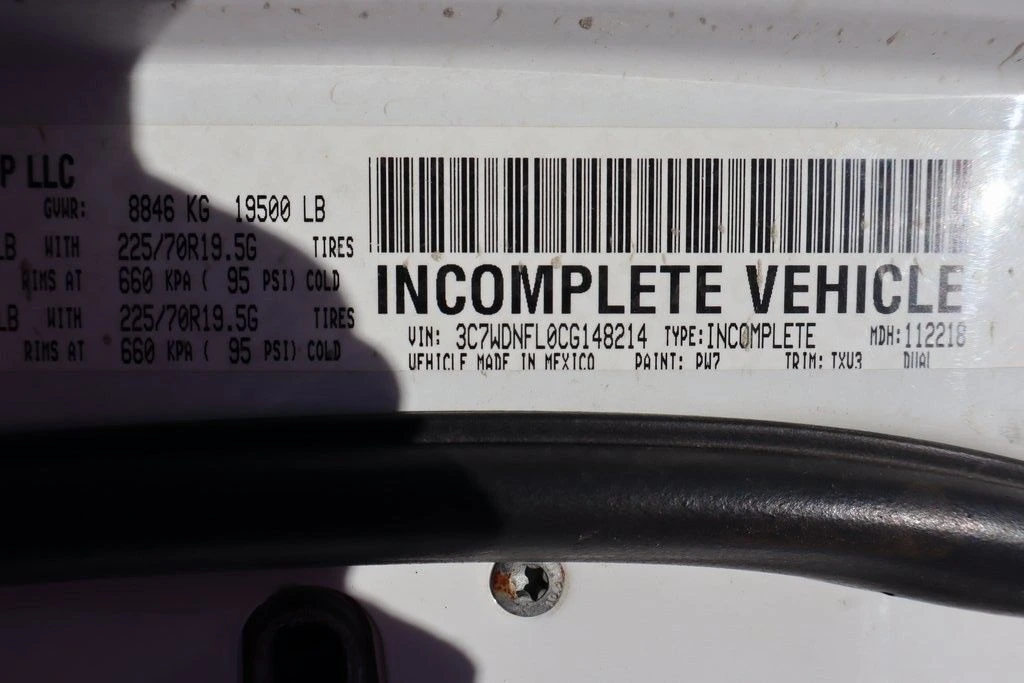 P LLC
GVWR: 8846 KG 19500 LB
LB WITH 225/70R19.5G TIRES
RIMS AT 660 KPA ( 95 PSI) COLD
LB WITH 225/70R19.5G TIRES
RIMS AT 660 KPA ( 95 PSI) COLD
INCOMPLETE VEHICLE
VIN: 3C7WDNFL0CG148214 TYPE:INCOMPLETE MDH:112218
VEHICLE MADE IN MEXICO PAINT: PW7 TRIM: TXV3 DUAL